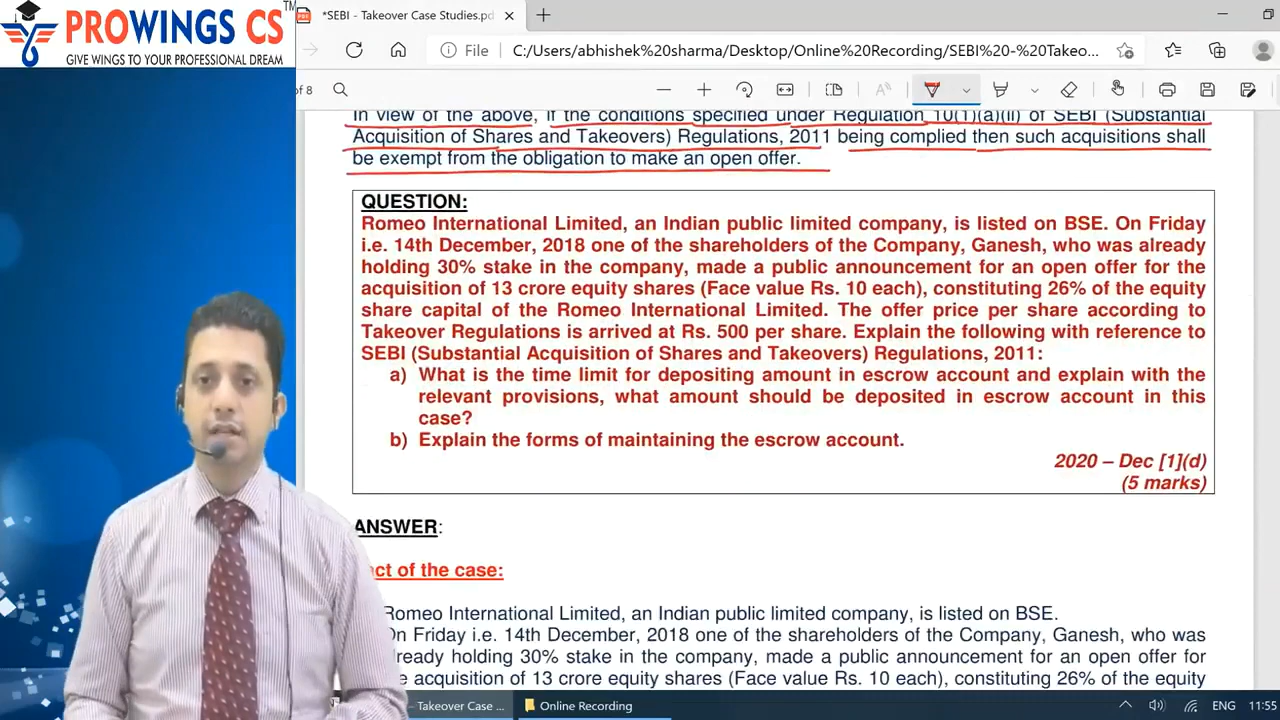 PROWINGS CS TM
GIVE WINGS TO YOUR PROFESSIONAL DREAM
*SEBI - Takeover Case Studies.pd
File C:/Users/abhishek%20sharma/Desktop/Online%20Recording/SEBI%20-%20Takeo...
of 8
In view of the above, if the conditions specified under Regulation 10(1)(a)(ii) of SEBI (Substantial
Acquisition of Shares and Takeovers) Regulations, 2011 being complied then such acquisitions shall
be exempt from the obligation to make an open offer.
QUESTION:
Romeo International Limited, an Indian public limited company, is listed on BSE. On Friday
i.e. 14th December, 2018 one of the shareholders of the Company, Ganesh, who was already
holding 30% stake in the company, made a public announcement for an open offer for the
acquisition of 13 crore equity shares (Face value Rs. 10 each), constituting 26% of the equity
share capital of the Romeo International Limited. The offer price per share according to
Takeover Regulations is arrived at Rs. 500 per share. Explain the following with reference to
SEBI (Substantial Acquisition of Shares and Takeovers) Regulations, 2011:
a) What is the time limit for depositing amount in escrow account and explain with the
relevant provisions, what amount should be deposited in escrow account in this
case?
b) Explain the forms of maintaining the escrow account.
2020 – Dec [1](d)
(5 marks)
ANSWER:
ct of the case:
Romeo International Limited, an Indian public limited company, is listed on BSE.
On Friday i.e. 14th December, 2018 one of the shareholders of the Company, Ganesh, who was
lready holding 30% stake in the company, made a public announcement for an open offer for
e acquisition of 13 crore equity shares (Face value Rs. 10 each), constituting 26% of the equity
Takeover Case ...
Online Recording
ENG
11:55